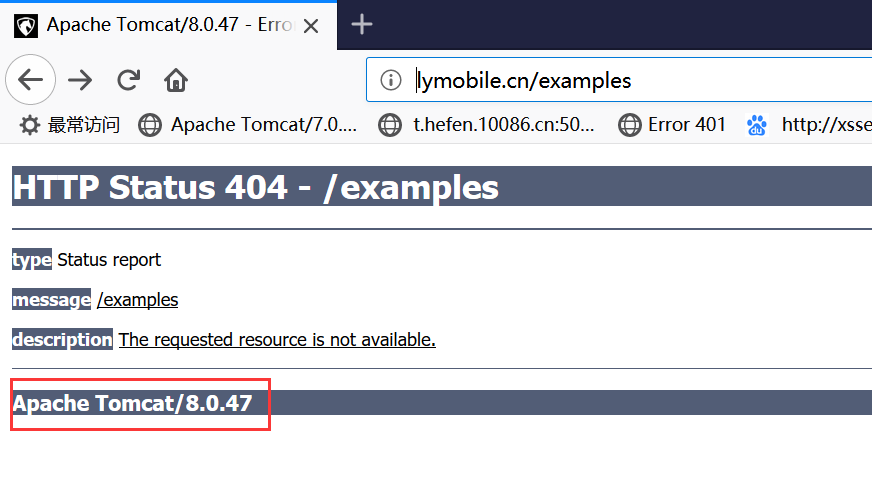 Apache Tomcat/8.0.47 - Erro
lymobile.cn/examples
最常访问 Apache Tomcat/7.0.... t.hefen.10086.cn:50... Error 401 http://xsse
HTTP Status 404 - /examples
type Status report
message /examples
description The requested resource is not available.
Apache Tomcat/8.0.47